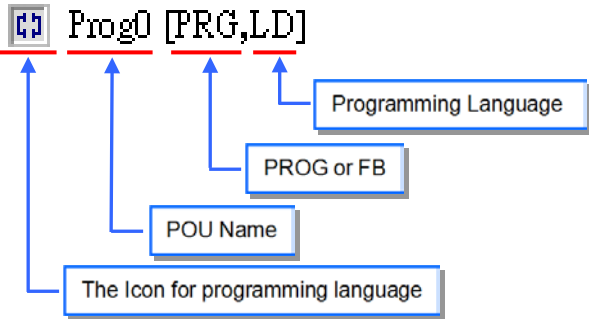 Prog0 [PRG,LD]
Programming Language
PROG or FB
POU Name
The Icon for programming language